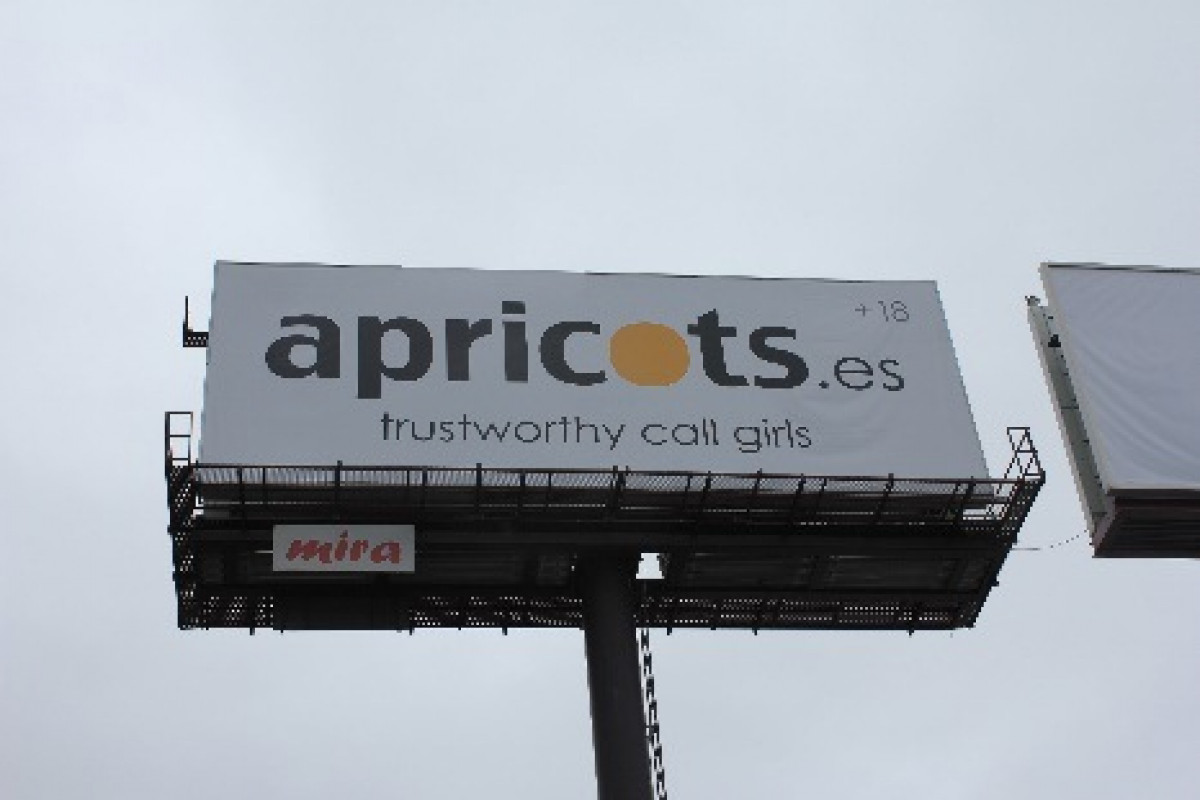 +18
apricots.es
trustworthy call girls
mira